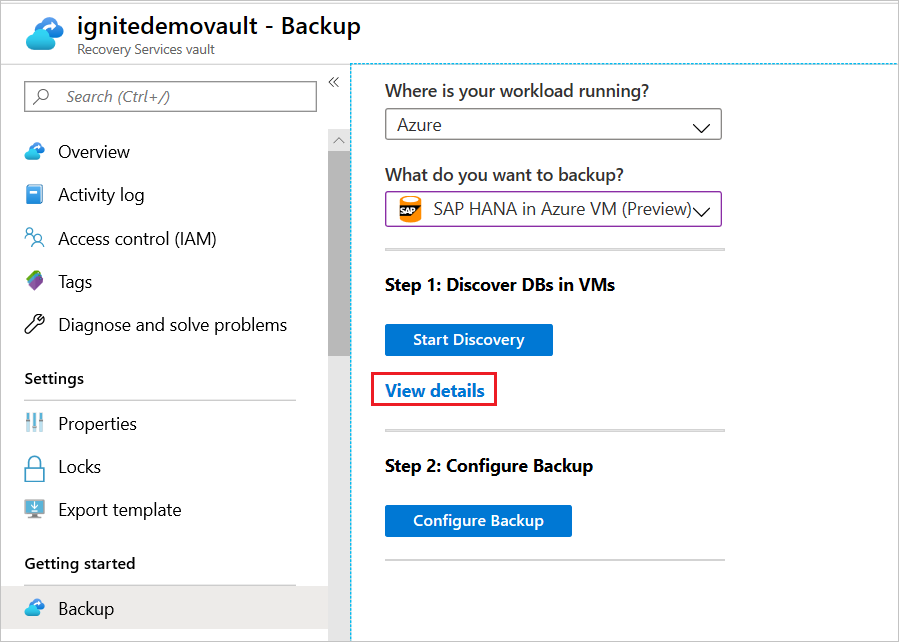 ignitedemovault - Backup
Recovery Services vault
Search (Ctrl+/)
Overview
Activity log
Access control (IAM)
Tags
Diagnose and solve problems
Settings
Properties
Locks
Export template
Getting started
Backup
Where is your workload running?
Azure
What do you want to backup?
SAP SAP HANA in Azure VM (Preview)
Step 1: Discover DBs in VMs
Start Discovery
View details
Step 2: Configure Backup
Configure Backup